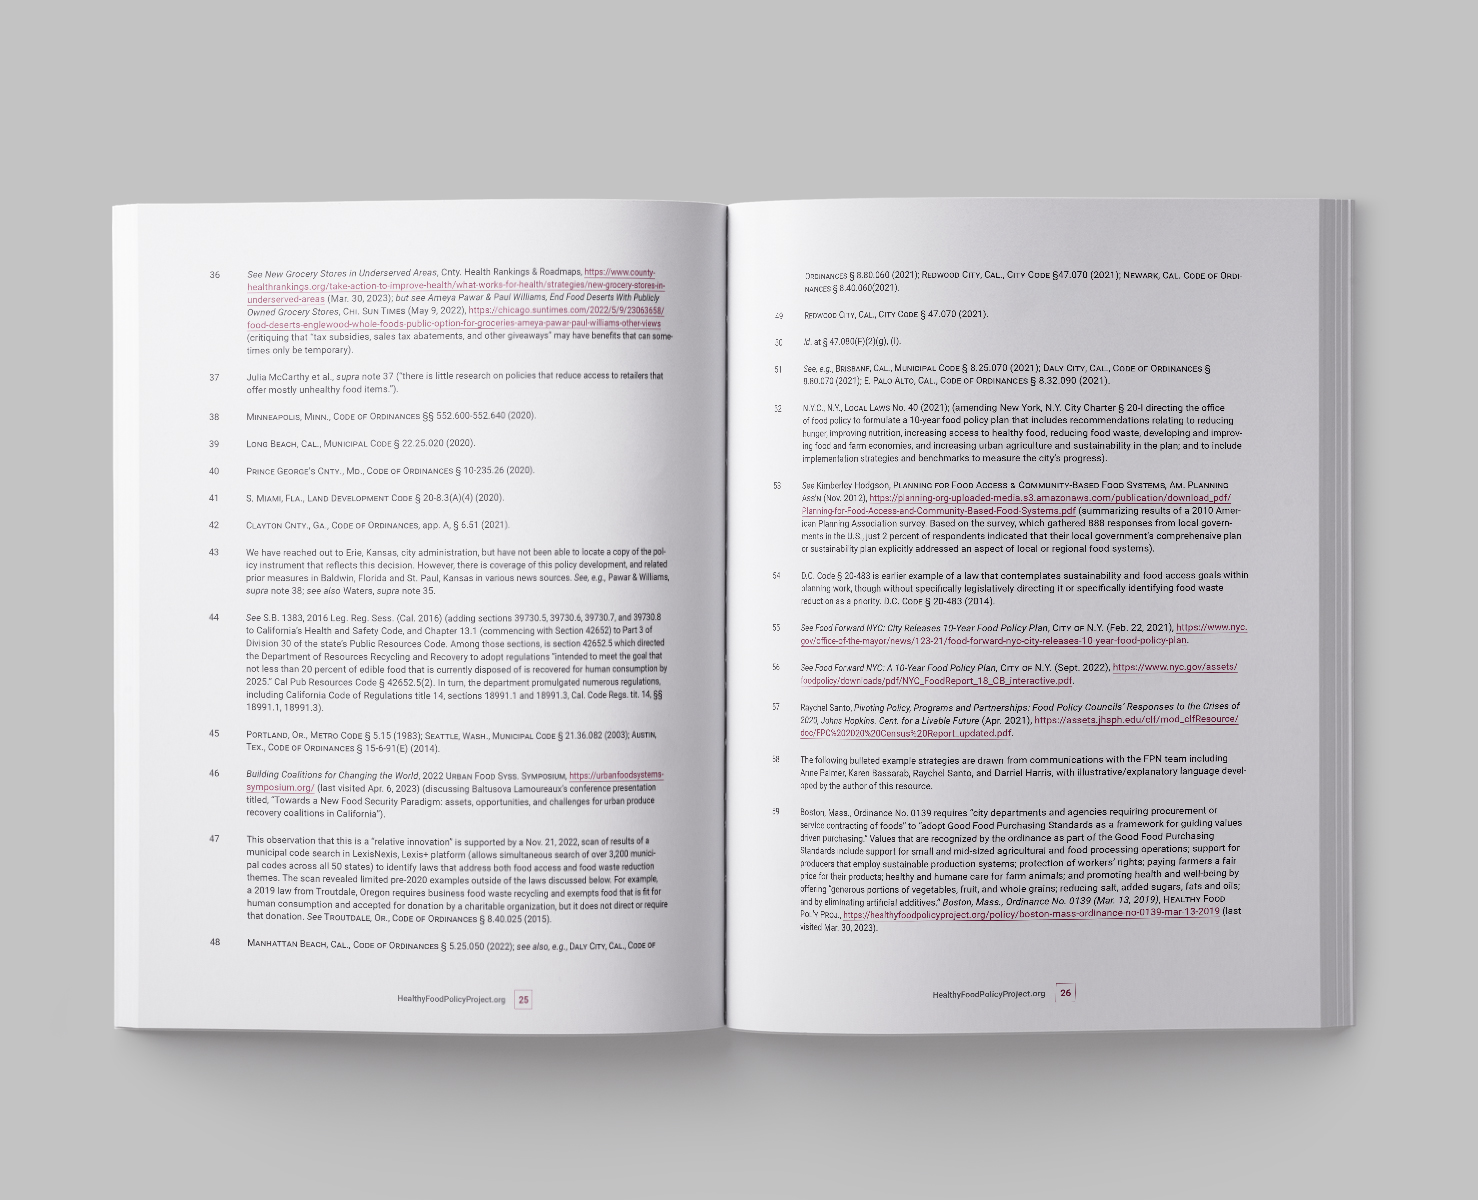 36 See New Grocery Stores in Underserved Areas, Cnty. Health Rankings & Roadmaps, https://www.county-
healthrankings.org/take-action-to-improve-health/what-works-for-health/strategies/new-grocery-stores-in-
underserved-areas (Mar. 30, 2023); but see Ameya Pawar & Paul Williams, End Food Deserts With Publicly
Owned Grocery Stores, Chi. Sun Times (May 9, 2022), https://chicago.suntimes.com/2022/5/9/23063658/
food-deserts-englewood-whole-foods-public-option-for-groceries-ameya-pawar-paul-williams-other-views
(critiquing that “tax subsidies, sales tax abatements, and other giveaways” may have benefits that can some-
times only be temporary).
37 Julia McCarthy et al., supra note 37 (“there is little research on policies that reduce access to retailers that
offer mostly unhealthy food items.”).
38 Minneapolis, Minn., Code of Ordinances §§ 552.600-552.640 (2020).
39 Long Beach, Cal., Municipal Code § 22.25.020 (2020).
40 Prince George’s Cnty., Md., Code of Ordinances § 10-235.26 (2020).
41 S. Miami, Fla., Land Development Code § 20-8.3(A)(4) (2020).
42 Clayton Cnty., Ga., Code of Ordinances, app. A, § 6.51 (2021).
43 We have reached out to Erie, Kansas, city administration, but have not been able to locate a copy of the pol-
icy instrument that reflects this decision. However, there is coverage of this policy development, and related
prior measures in Baldwin, Florida and St. Paul, Kansas in various news sources. See, e.g., Pawar & Williams,
supra note 38; see also Waters, supra note 35.
44 See S.B. 1383, 2016 Leg. Reg. Sess. (Cal. 2016) (adding sections 39730.5, 39730.6, 39730.7, and 39730.8
to California’s Health and Safety Code, and Chapter 13.1 (commencing with Section 42652) to Part 3 of
Division 30 of the state’s Public Resources Code. Among those sections, is section 42652.5 which directed
the Department of Resources Recycling and Recovery to adopt regulations “intended to meet the goal that
not less than 20 percent of edible food that is currently disposed of is recovered for human consumption by
2025.” Cal Pub Resources Code § 42652.5(2). In turn, the department promulgated numerous regulations,
including California Code of Regulations title 14, sections 18991.1 and 18991.3, Cal. Code Regs. tit. 14, §§
18991.1, 18991.3).
45 Portland, Or., Metro Code § 5.15 (1983); Seattle, Wash., Municipal Code § 21.36.082 (2003); Austin,
Tex., Code of Ordinances § 15-6-91(E) (2014).
46 Building Coalitions for Changing the World, 2022 Urban Food Syss. Symposium, https://urbanfoodsystems-
symposium.org/ (last visited Apr. 6, 2023) (discussing Baltusova Lamoureaux’s conference presentation
titled, “Towards a New Food Security Paradigm: assets, opportunities, and challenges for urban produce
recovery coalitions in California”).
47 This observation that this is a “relative innovation” is supported by a Nov. 21, 2022, scan of results of a
municipal code search in LexisNexis, Lexis+ platform (allows simultaneous search of over 3,200 munici-
pal codes across all 50 states) to identify laws that address both food access and food waste reduction
themes. The scan revealed limited pre-2020 examples outside of the laws discussed below. For example,
a 2019 law from Troutdale, Oregon requires business food waste recycling and exempts food that is fit for
human consumption and accepted for donation by a charitable organization, but it does not direct or require
that donation. See Troutdale, Or., Code of Ordinances § 8.40.025 (2015).
48 Manhattan Beach, Cal., Code of Ordinances § 5.25.050 (2022); see also, e.g., Daly City, Cal., Code of
HealthyFoodPolicyProject.org 25
Ordinances § 8.80.060 (2021); Redwood City, Cal., City Code §47.070 (2021); Newark, Cal. Code of Ordi-
nances § 8.40.060(2021).
49 Redwood City, Cal., City Code § 47.070 (2021).
50 Id. at § 47.080(F)(2)(g), (i).
51 See, e.g., Brisbane, Cal., Municipal Code § 8.25.070 (2021); Daly City, Cal., Code of Ordinances §
8.80.070 (2021); E. Palo Alto, Cal., Code of Ordinances § 8.32.090 (2021).
52 N.Y.C., N.Y., Local Laws No. 40 (2021); (amending New York, N.Y. City Charter § 20-I directing the office
of food policy to formulate a 10-year food policy plan that includes recommendations relating to reducing
hunger, improving nutrition, increasing access to healthy food, reducing food waste, developing and improv-
ing food and farm economies, and increasing urban agriculture and sustainability in the plan; and to include
implementation strategies and benchmarks to measure the city’s progress).
53 See Kimberley Hodgson, Planning for Food Access & Community-Based Food Systems, Am. Planning
Ass’n (Nov. 2012), https://planning-org-uploaded-media.s3.amazonaws.com/publication/download_pdf/
Planning-for-Food-Access-and-Community-Based-Food-Systems.pdf (summarizing results of a 2010 Amer-
ican Planning Association survey. Based on the survey, which gathered 888 responses from local govern-
ments in the U.S., just 2 percent of respondents indicated that their local government’s comprehensive plan
or sustainability plan explicitly addressed an aspect of local or regional food systems).
54 D.C. Code § 20-483 is earlier example of a law that contemplates sustainability and food access goals within
planning work, though without specifically legislatively directing it or specifically identifying food waste
reduction as a priority. D.C. Code § 20-483 (2014).
55 See Food Forward NYC: City Releases 10-Year Food Policy Plan, City of N.Y. (Feb. 22, 2021), https://www.nyc.
gov/office-of-the-mayor/news/123-21/food-forward-nyc-city-releases-10 year-food-policy-plan.
56 See Food Forward NYC: A 10-Year Food Policy Plan, City of N.Y. (Sept. 2022), https://www.nyc.gov/assets/
foodpolicy/downloads/pdf/NYC_FoodReport_18_CB_interactive.pdf.
57 Raychel Santo, Pivoting Policy, Programs and Partnerships: Food Policy Councils’ Responses to the Crises of
2020, Johns Hopkins. Cent. for a Livable Future (Apr. 2021), https://assets.jhsph.edu/clf/mod_clfResource/
doc/FPC%202020%20Census%20Report_updated.pdf.
58 The following bulleted example strategies are drawn from communications with the FPN team including
Anne Palmer, Karen Bassarab, Raychel Santo, and Darriel Harris, with illustrative/explanatory language devel-
oped by the author of this resource.
59 Boston, Mass., Ordinance No. 0139 requires “city departments and agencies requiring procurement or
service contracting of foods” to “adopt Good Food Purchasing Standards as a framework for guiding values
driven purchasing.” Values that are recognized by the ordinance as part of the Good Food Purchasing
Standards include support for small and mid-sized agricultural and food processing operations; support for
producers that employ sustainable production systems; protection of workers’ rights; paying farmers a fair
price for their products; healthy and humane care for farm animals; and promoting health and well-being by
offering “generous portions of vegetables, fruit, and whole grains; reducing salt, added sugars, fats and oils;
and by eliminating artificial additives.” Boston, Mass., Ordinance No. 0139 (Mar. 13, 2019), Healthy Food
Pol’y Proj., https://healthyfoodpolicyproject.org/policy/boston-mass-ordinance no-0139-mar-13-2019 (last
visited Mar. 30, 2023).
HealthyFoodPolicyProject.org 26